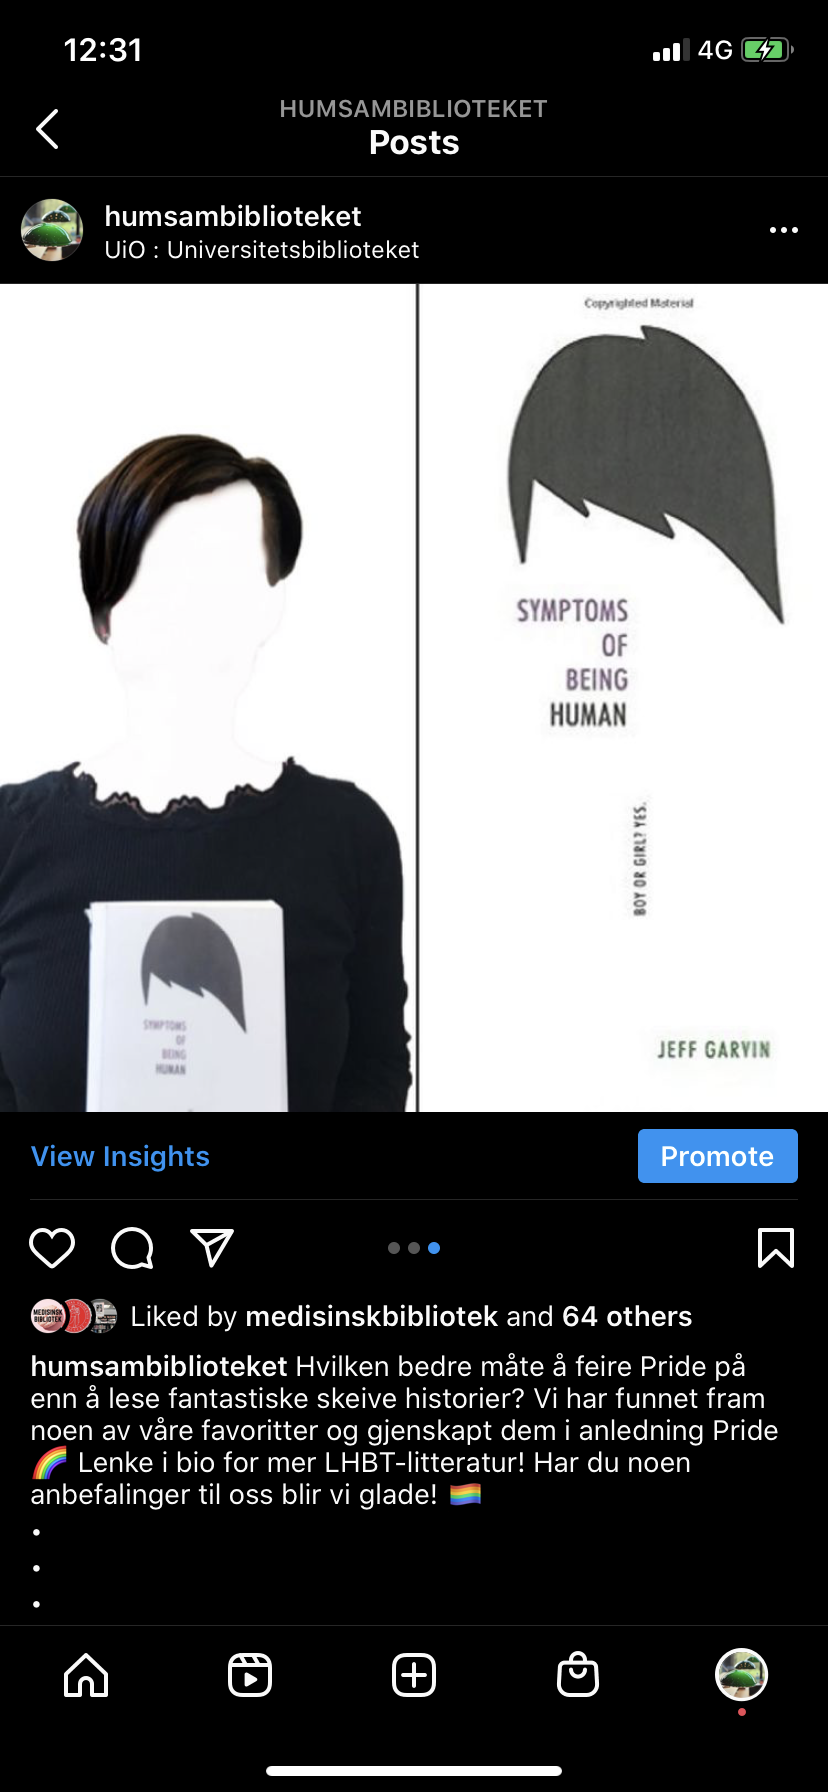 12:31
4G
HUMSAMBIBLIOTEKET
Posts
humsambiblioteket
UiO : Universitetsbiblioteket
Copyrighted Material
SYMPTOMS
OF
BEING
HUMAN
BOY OR GIRL? YES.
JEFF GARVIN
SYMPTOMS
OF
BEING
HUMAN
View Insights
Promote
MEDISINSK
BIBLIOTEK
Liked by medisinskbibliotek and 64 others
humsambiblioteket Hvilken bedre måte å feire Pride på
enn å lese fantastiske skeive historier? Vi har funnet fram
noen av våre favoritter og gjenskapt dem i anledning Pride
🌈 Lenke i bio for mer LHBT-litteratur! Har du noen
anbefalinger til oss blir vi glade! 🏳️‍🌈
•
•
•